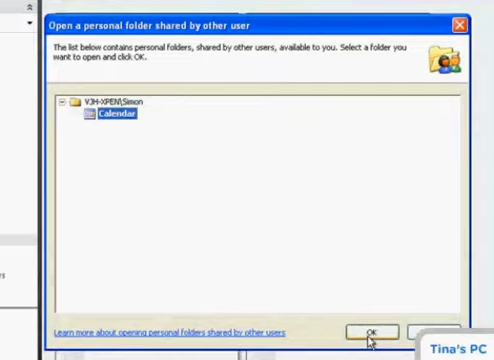 Open a personal folder shared by other user
The list below contains personal folders, shared by other users, available to you. Select a folder you
want to open and click OK.
VJH-XPEN\Simon
Calendar
Learn more about opening personal folders shared by other users
OK
Tina's PC